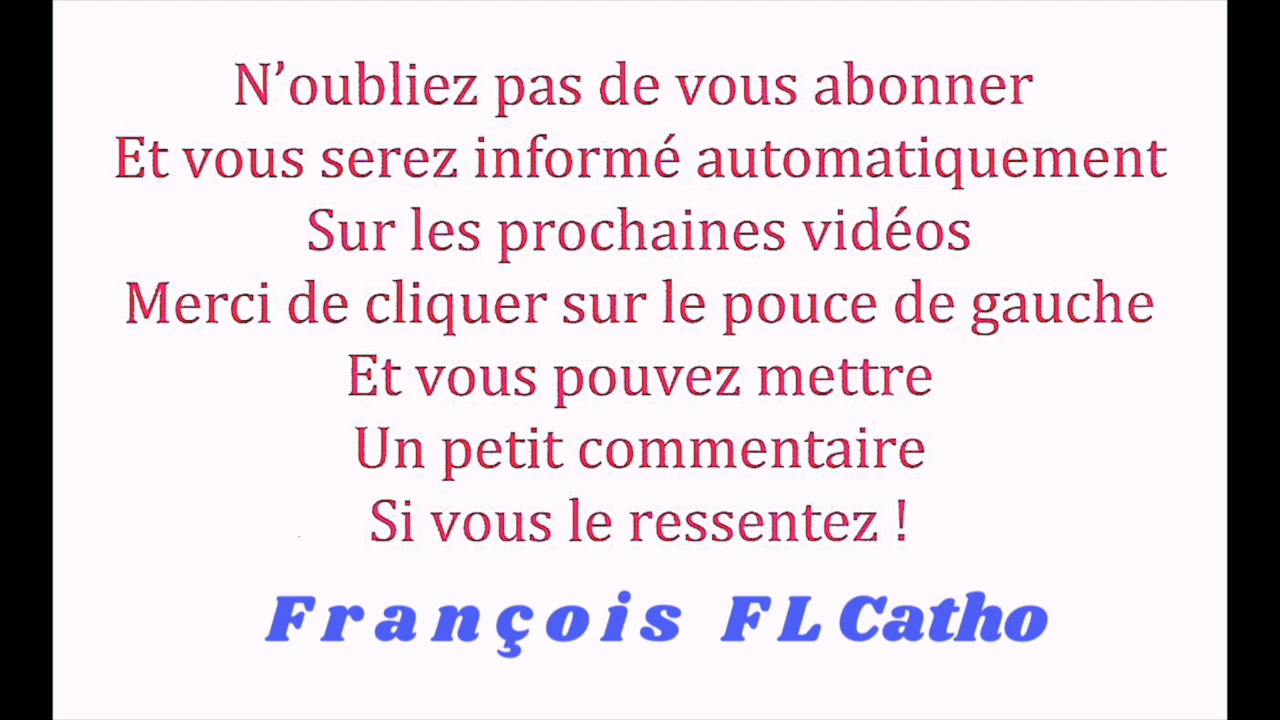 N’oubliez pas de vous abonner
Et vous serez informé automatiquement
Sur les prochaines vidéos
Merci de cliquer sur le pouce de gauche
Et vous pouvez mettre
Un petit commentaire
Si vous le ressentez !
François FLCatho